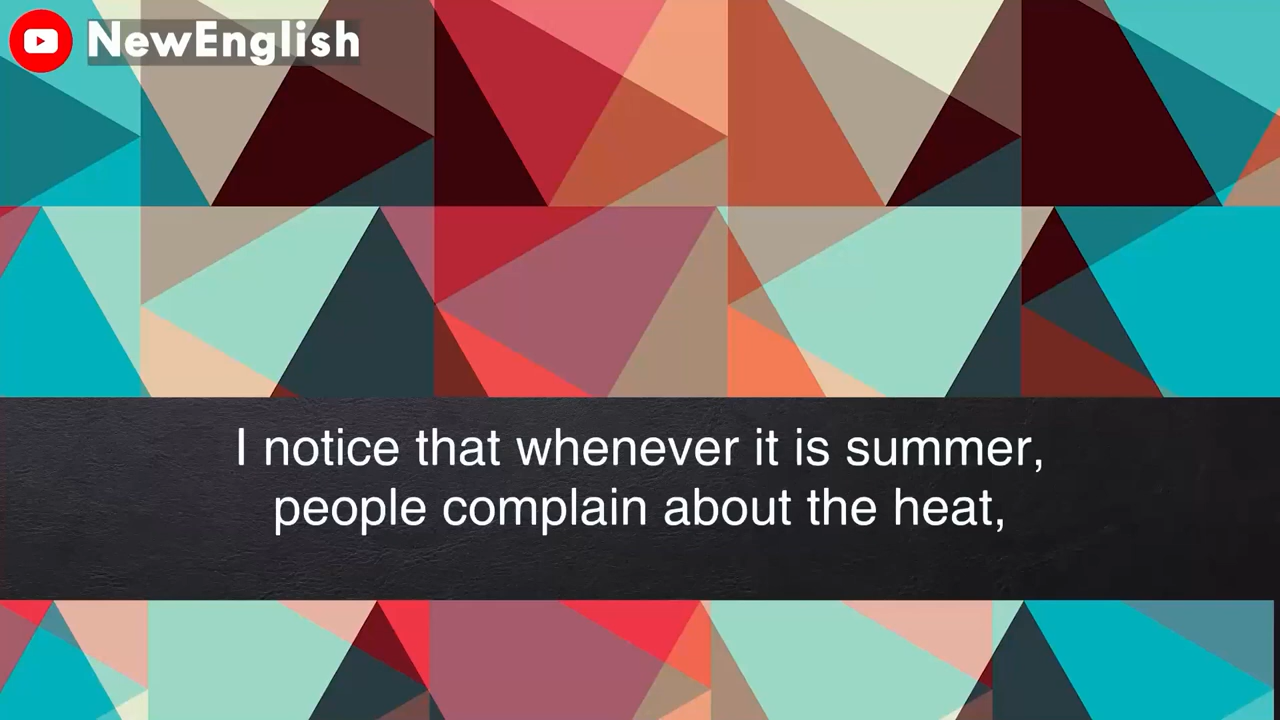 NewEnglish
I notice that whenever it is summer,
people complain about the heat,